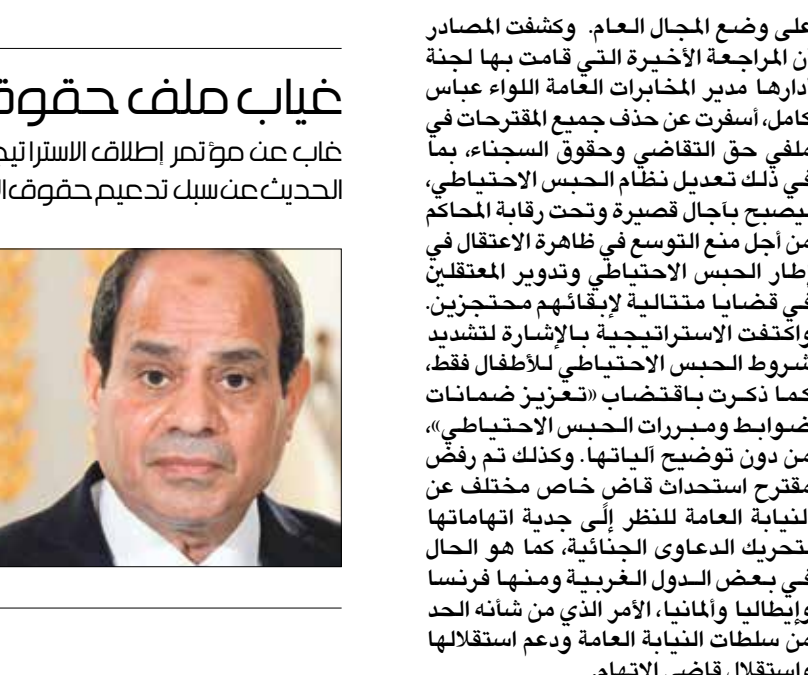 على وضع المجال العام. وكشفت المصادر
المراجعة الأخيرة التي قامت بها لجنة
مدير المخابرات العامة اللواء عباس
كامل، أسفرت عن حذف جميع المقترحات في
ملفي حق التقاضي وحقوق السجناء، بما
في ذلك تعديل نظام الحبس الاحتياطي،
ليصبح بآجال قصيرة وتحت رقابة المحاكم
من أجل منع التوسع في ظاهرة الاعتقال في
إطار الحبس الاحتياطي وتدوير المعتقلين
في قضايا متتالية لإبقائهم محتجزين.
واكتفت الاستراتيجية بالإشارة لتشديد
شروط الحبس الاحتياطي للأطفال فقط،
كما ذكرت باقتضاب «تعزيز ضمانات
ضوابط ومبررات الحبس الاحتياطي»،
من دون توضيح آلياتها. وكذلك تم رفض
مقترح استحداث قاض خاص مختلف عن
النيابة العامة للنظر إلى جدية اتهاماتها
لتحريك الدعاوى الجنائية، كما هو الحال
في بعض الدول الغربية ومنها فرنسا
وإيطاليا وألمانيا، الأمر الذي من شأنه الحد
من سلطات النيابة العامة ودعم استقلالها
واستقلال قاضي الاتهام.
غياب ملف
غاب عن مؤتمر إطلاق
الحديث عن سبل تدعيم حقوق